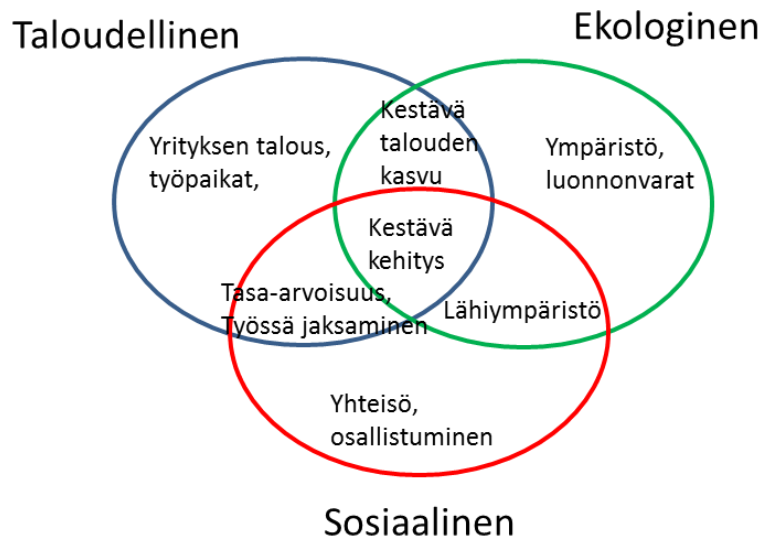 Taloudellinen
Ekologinen
Yrityksen talous,
työpaikat,
Kestävä
talouden
kasvu
Ympäristö,
luonnonvarat
Kestävä
kehitys
Tasa-arvoisuus,
Työssä jaksaminen
Lähiympäristö
Yhteisö,
osallistuminen
Sosiaalinen